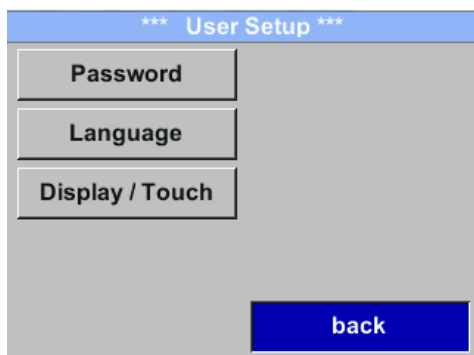 *** User Setup ***
Password
Language
Display / Touch
back